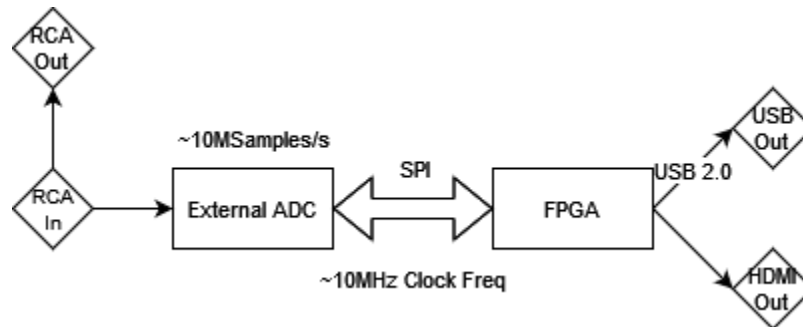 RCA
Out
~10MSamples/s
RCA
In
External ADC
SPI
FPGA
~10MHz Clock Freq
USB 2.0
USB
Out
HDMI
Out